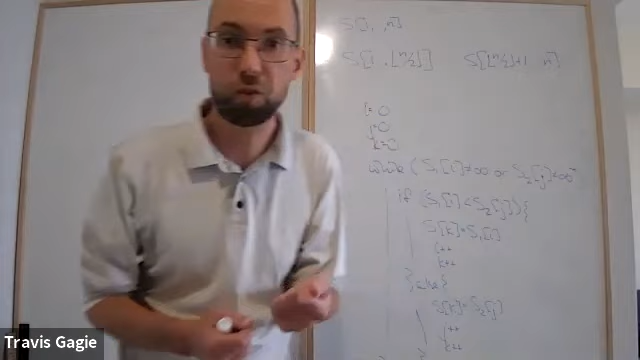 S[1, , n]
S[1 , ⌊n/2⌋] S[⌊n/2⌋+1 n]
i=0
j=0
k=0
while (S₁[i]≠∞ or S₂[j]<∞
if (S₁[i]<S₂[j]){
S[k]=S₁[i]
i++
k++
}else{
S[k]=S₂[j]
j++
k++
Travis Gagie